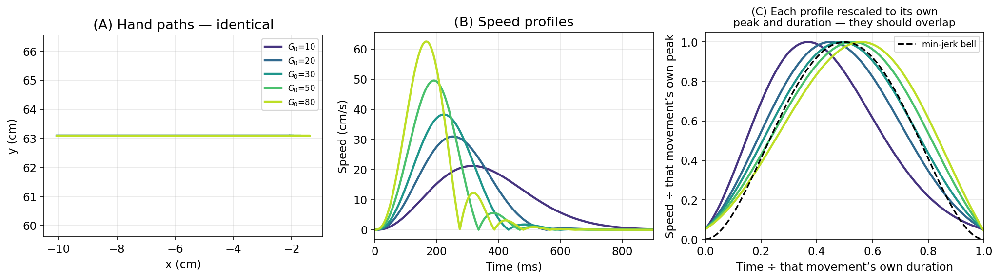 (A) Hand paths — identical
66
65
64
63
62
61
60
y (cm)
−10
−8
−6
−4
−2
x (cm)
G₀=10
G₀=20
G₀=30
G₀=50
G₀=80
(B) Speed profiles
60
50
40
30
20
10
0
Speed (cm/s)
0
200
400
600
800
Time (ms)
(C) Each profile rescaled to its own
peak and duration — they should overlap
1.0
0.8
0.6
0.4
0.2
0.0
Speed ÷ that movement’s own peak
0.0
0.2
0.4
0.6
0.8
1.0
Time ÷ that movement’s own duration
min-jerk bell